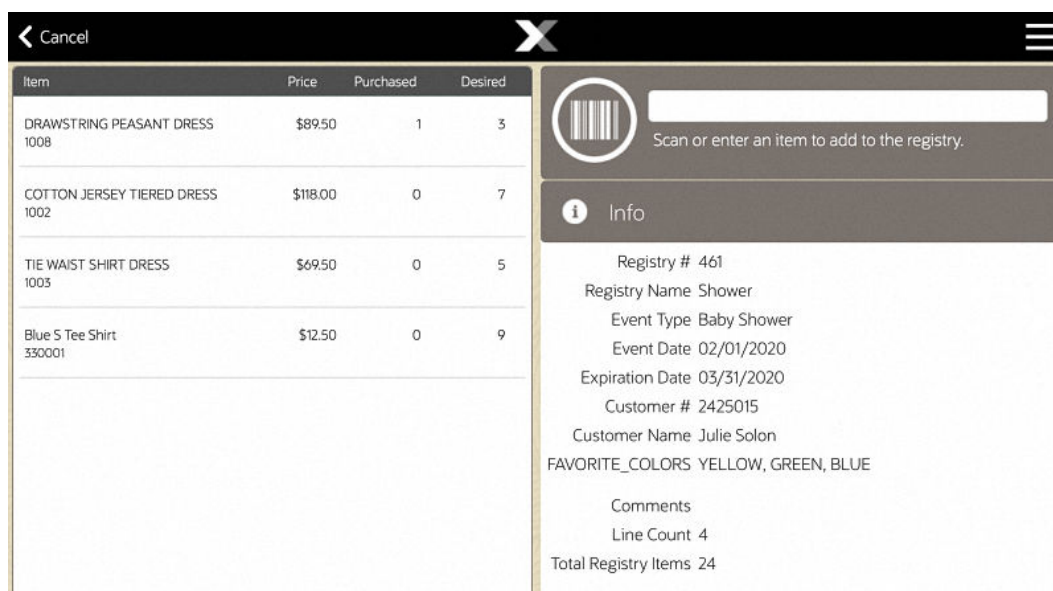 Cancel
Item Price Purchased Desired
DRAWSTRING PEASANT DRESS $89.50 1 3
1008
COTTON JERSEY TIERED DRESS $118.00 0 7
1002
TIE WAIST SHIRT DRESS $69.50 0 5
1003
Blue S Tee Shirt $12.50 0 9
330001
Scan or enter an item to add to the registry.
Info
Registry # 461
Registry Name Shower
Event Type Baby Shower
Event Date 02/01/2020
Expiration Date 03/31/2020
Customer # 2425015
Customer Name Julie Solon
FAVORITE_COLORS YELLOW, GREEN, BLUE
Comments
Line Count 4
Total Registry Items 24